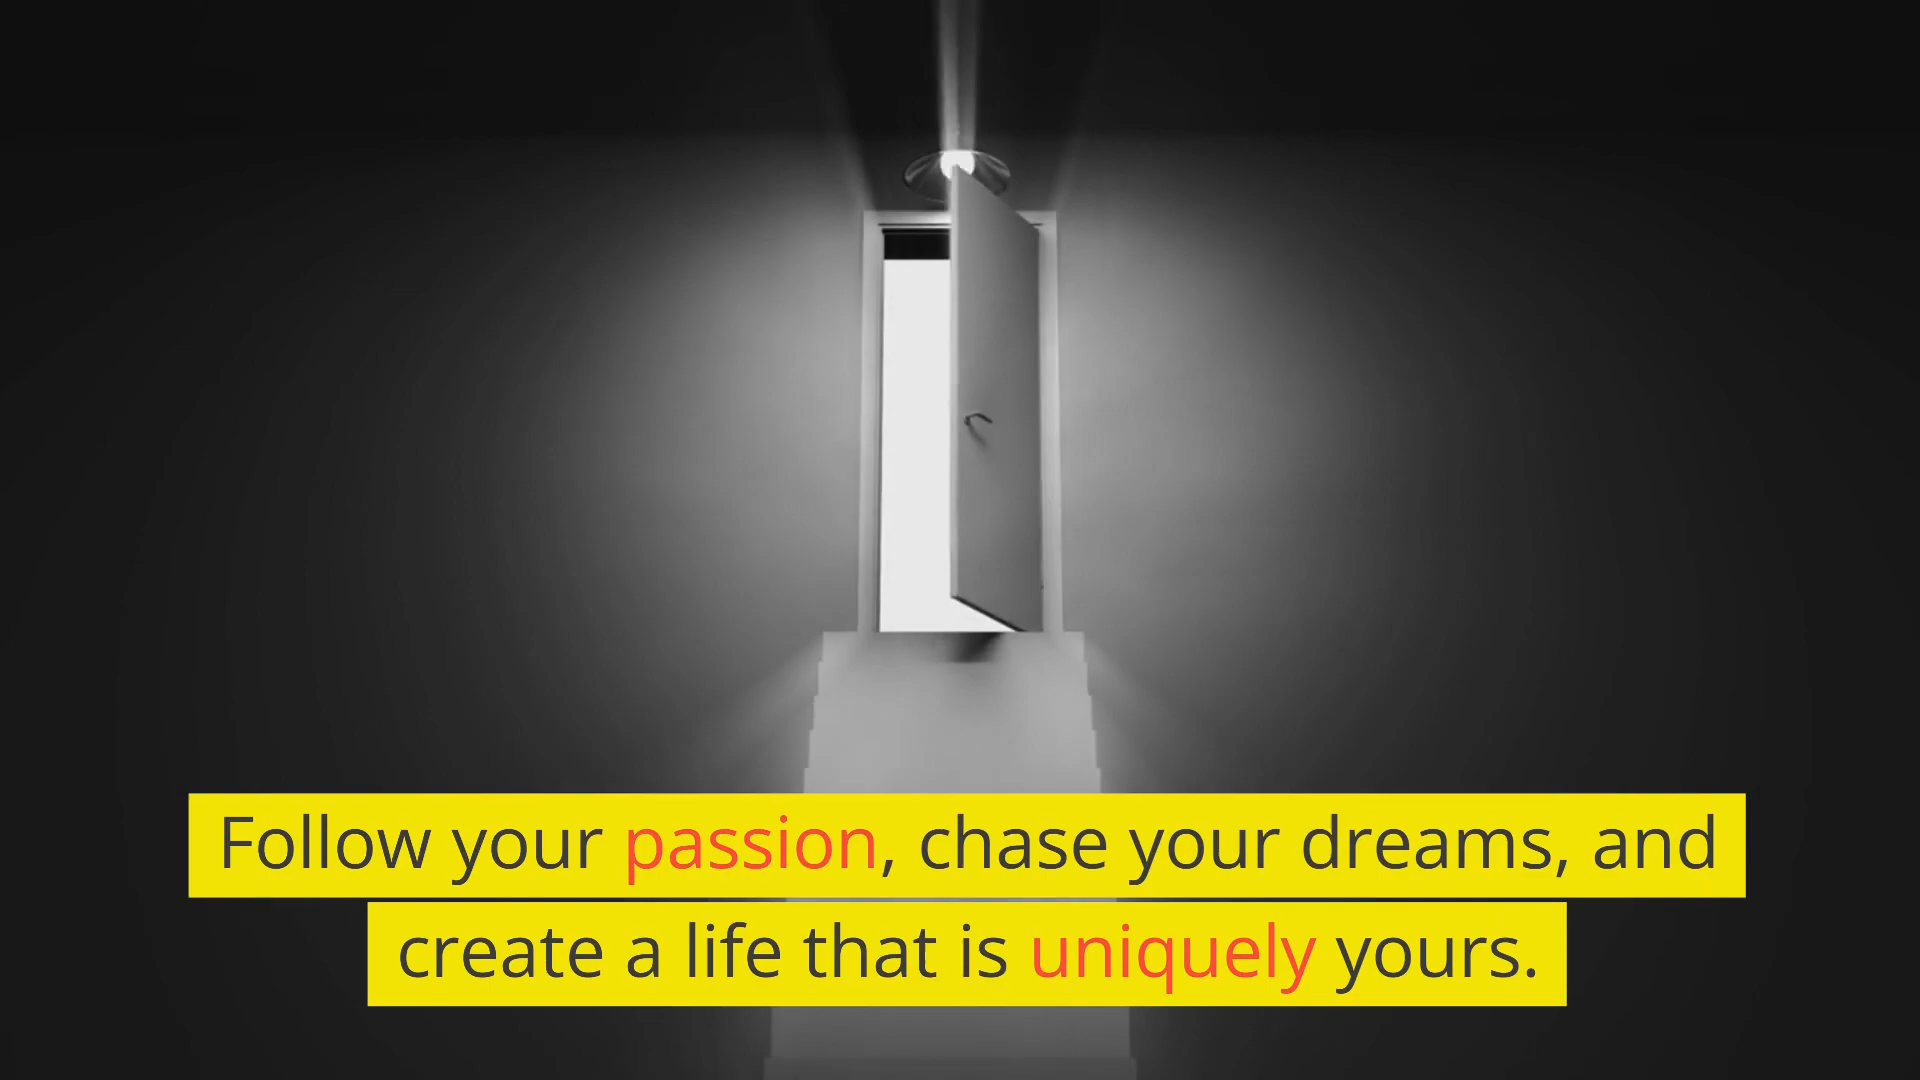 Follow your passion, chase your dreams, and
create a life that is uniquely yours.